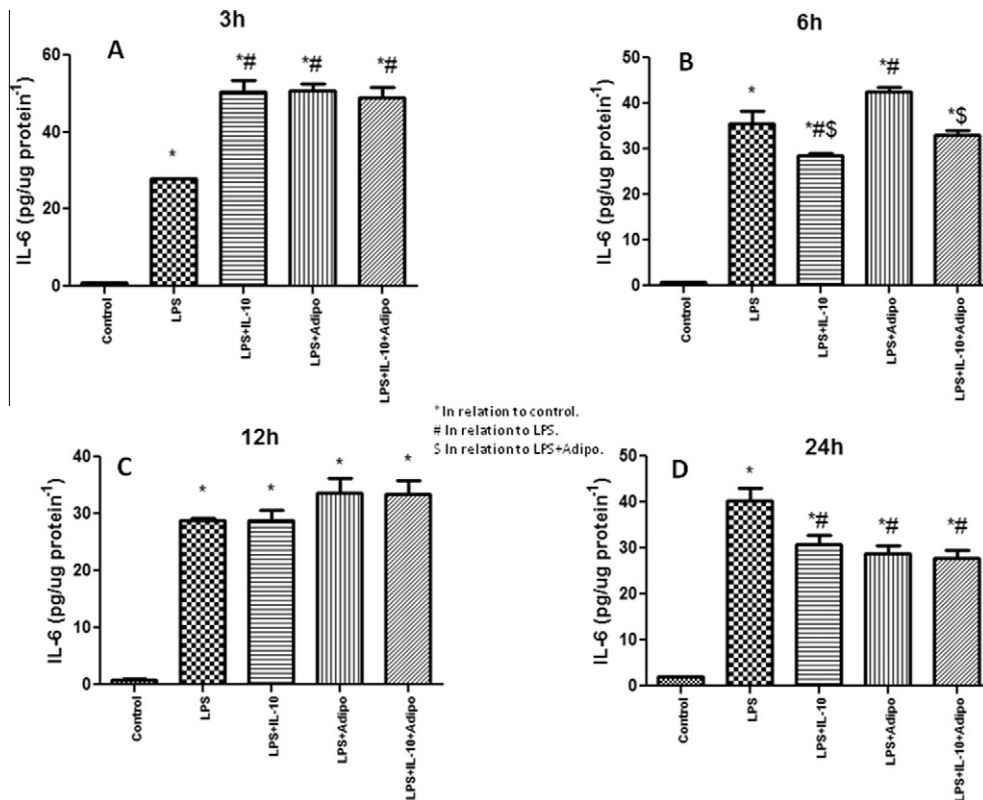 3h
A
IL-6 (pg/ug protein⁻¹)
60
40
20
0
*
*#
*#
*#
Control
LPS
LPS+IL-10
LPS+Adipo
LPS+IL-10+Adipo
6h
B
IL-6 (pg/ug protein⁻¹)
50
40
30
20
10
0
*
*#$
*#
*$
Control
LPS
LPS+IL-10
LPS+Adipo
LPS+IL-10+Adipo
* In relation to control.
# In relation to LPS.
$ In relation to LPS+Adipo.
12h
C
IL-6 (pg/ug protein⁻¹)
40
30
20
10
0
*
*
*
*
Control
LPS
LPS+IL-10
LPS+Adipo
LPS+IL-10+Adipo
24h
D
IL-6 (pg/ug protein⁻¹)
50
40
30
20
10
0
*
*#
*#
*#
Control
LPS
LPS+IL-10
LPS+Adipo
LPS+IL-10+Adipo